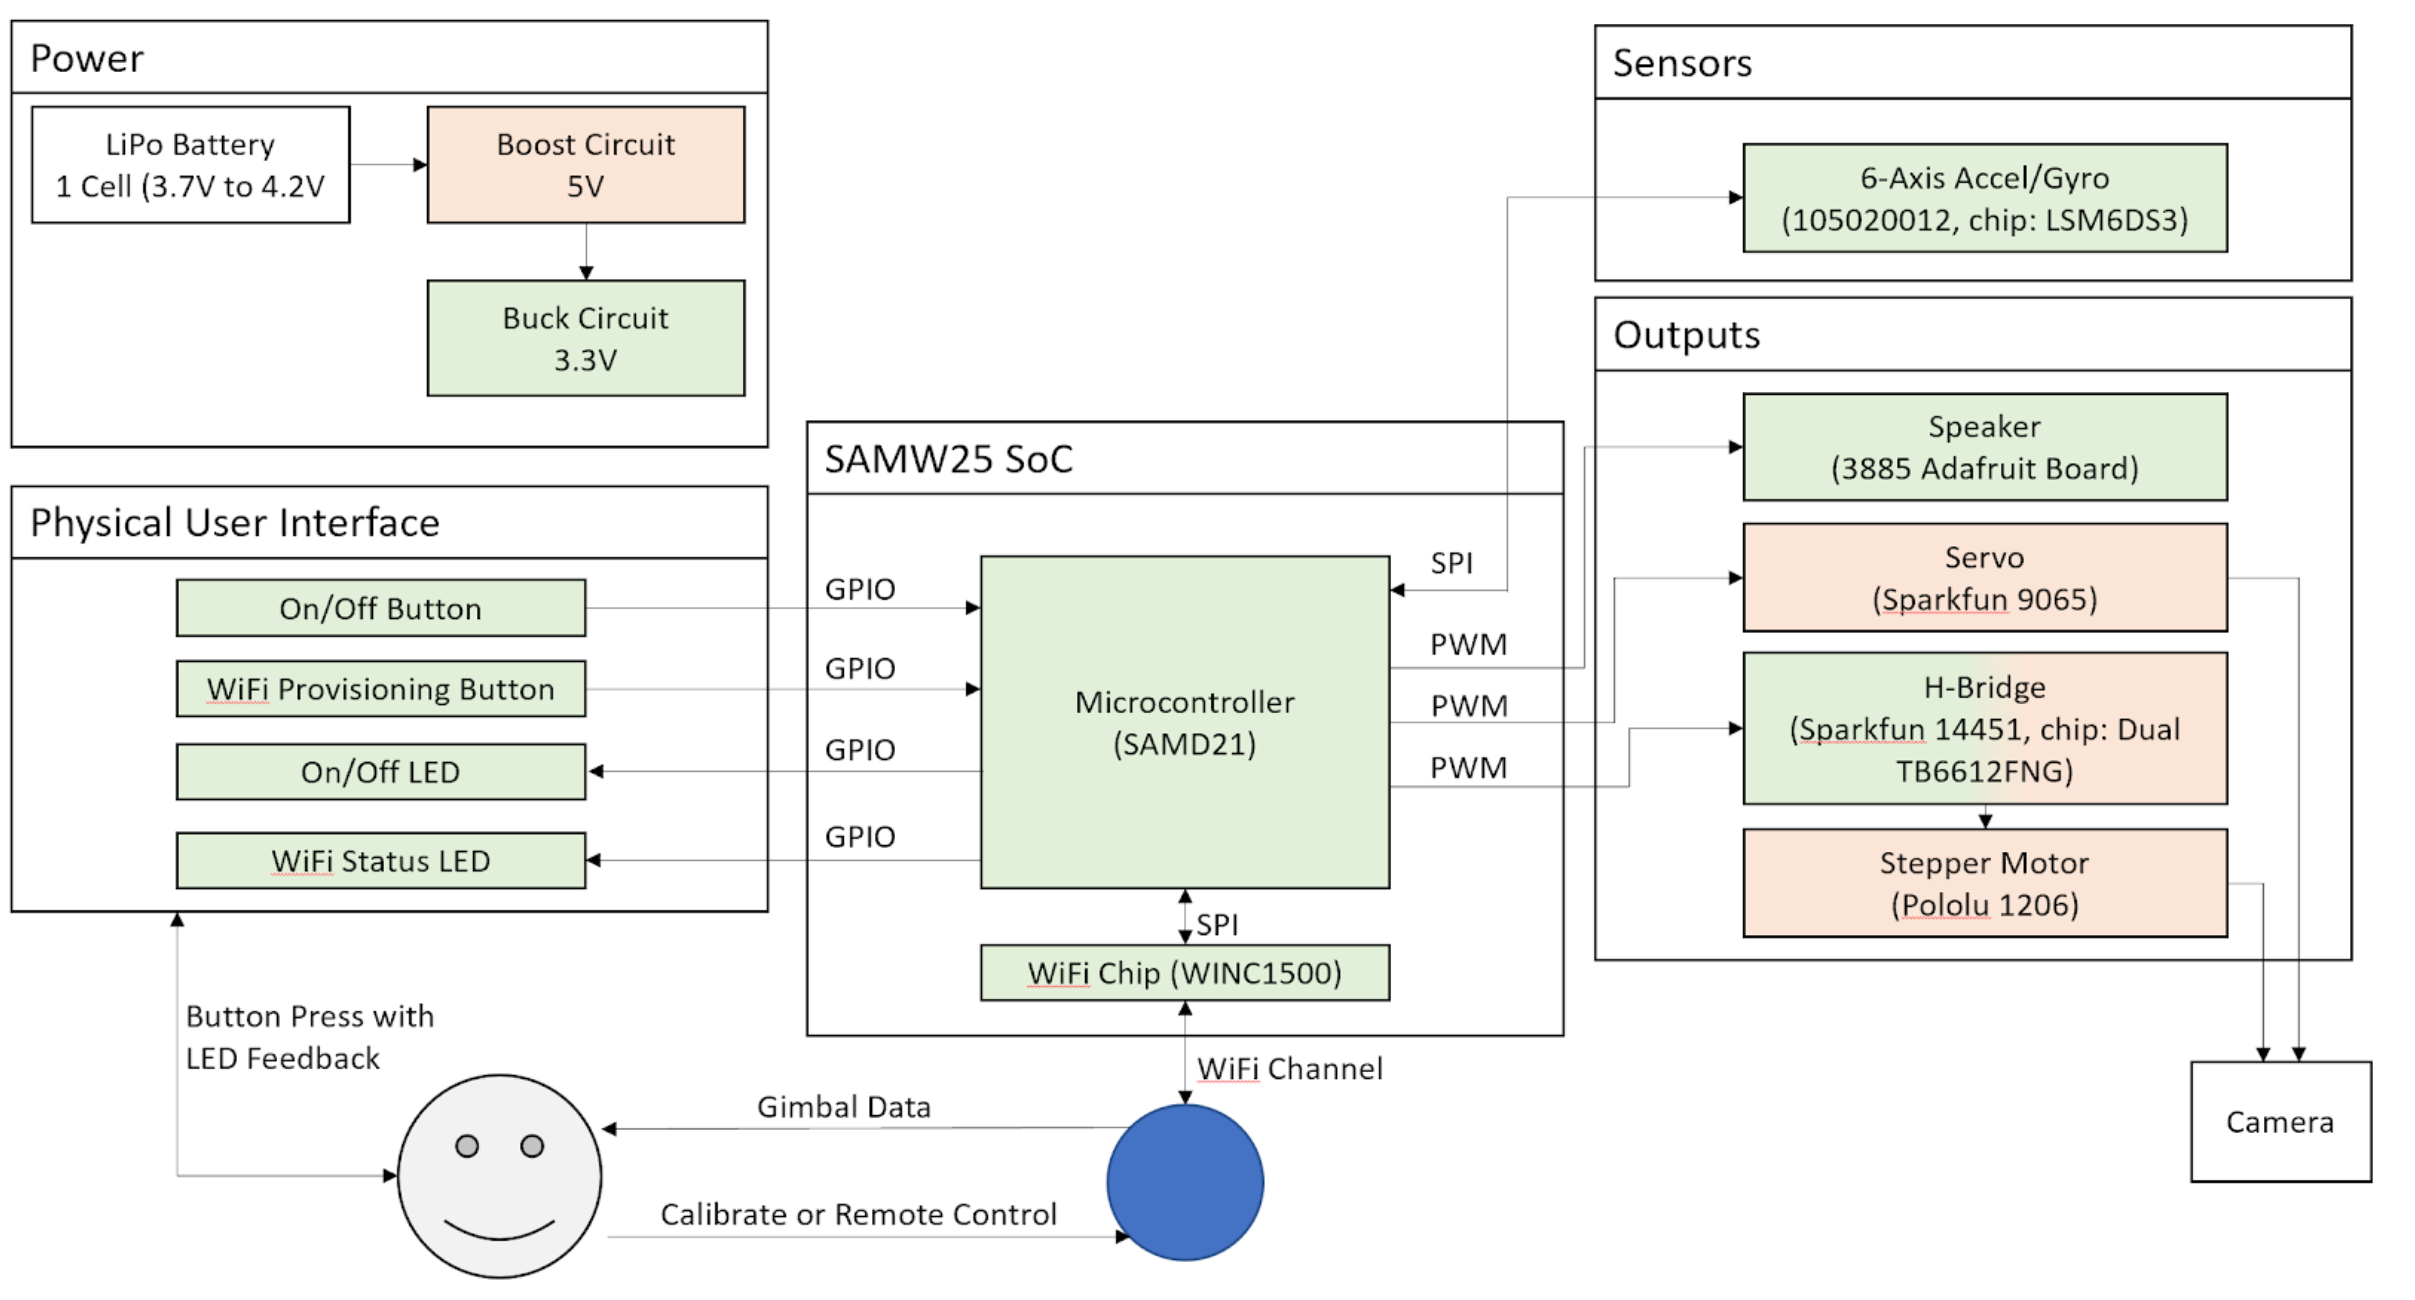 Power
LiPo Battery
1 Cell (3.7V to 4.2V
Boost Circuit
5V
Buck Circuit
3.3V
Physical User Interface
On/Off Button
WiFi Provisioning Button
On/Off LED
WiFi Status LED
Button Press with
LED Feedback
SAMW25 SoC
GPIO
GPIO
GPIO
GPIO
Microcontroller
(SAMD21)
SPI
PWM
PWM
PWM
SPI
WiFi Chip (WINC1500)
WiFi Channel
Gimbal Data
Calibrate or Remote Control
Sensors
6-Axis Accel/Gyro
(105020012, chip: LSM6DS3)
Outputs
Speaker
(3885 Adafruit Board)
Servo
(Sparkfun 9065)
H-Bridge
(Sparkfun 14451, chip: Dual
TB6612FNG)
Stepper Motor
(Pololu 1206)
Camera